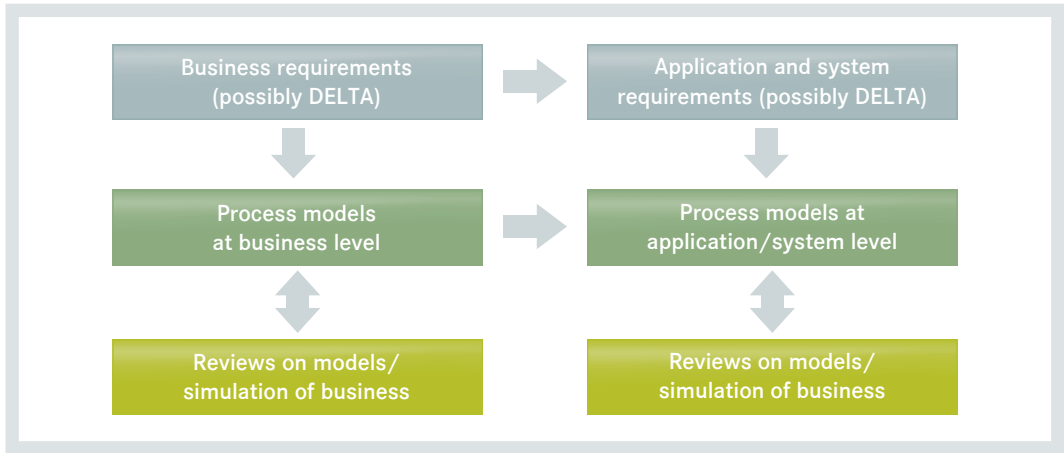 Business requirements
(possibly DELTA)
Application and system
requirements (possibly DELTA)
Process models
at business level
Process models at
application/system level
Reviews on models/
simulation of business
Reviews on models/
simulation of business